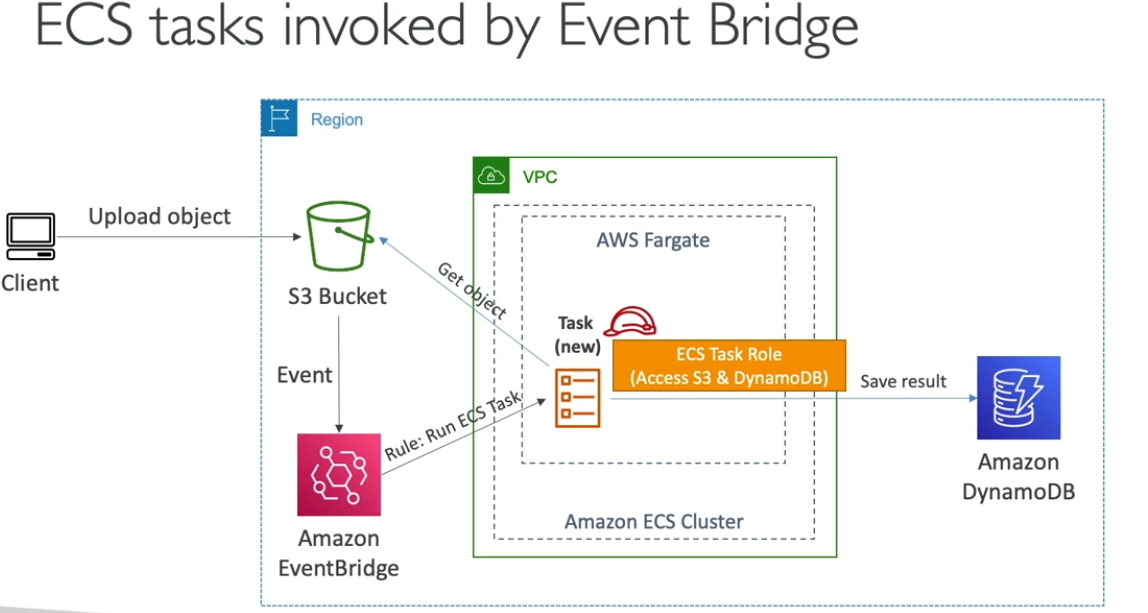 ECS tasks invoked by Event Bridge
Region
VPC
Upload object
AWS Fargate
Client
S3 Bucket
Get object
Task
(new)
ECS Task Role
(Access S3 & DynamoDB)
Save result
Event
Rule: Run ECS Task
Amazon
DynamoDB
Amazon ECS Cluster
Amazon
EventBridge